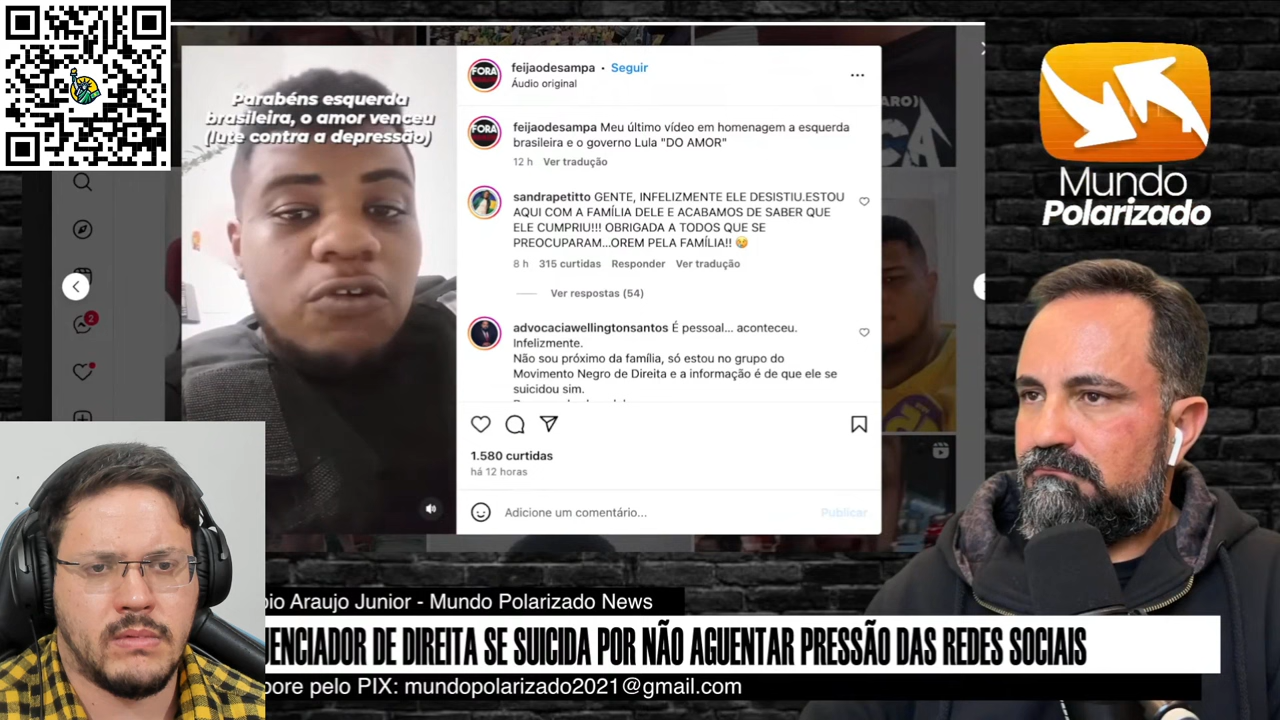 Parabéns esquerda
brasileira, o amor venceu
(lute contra a depressão)
FORA
feijaodesampa • Seguir
Áudio original
FORA
feijaodesampa Meu último vídeo em homenagem a esquerda
brasileira e o governo Lula "DO AMOR"
12 h Ver tradução
sandrapetitto GENTE, INFELIZMENTE ELE DESISTIU.ESTOU
AQUI COM A FAMÍLIA DELE E ACABAMOS DE SABER QUE
ELE CUMPRIU!!! OBRIGADA A TODOS QUE SE
PREOCUPARAM...OREM PELA FAMÍLIA!! 😢
8 h 315 curtidas Responder Ver tradução
Ver respostas (54)
advocaciawellingtonsantos É pessoal... aconteceu.
Infelizmente.
Não sou próximo da família, só estou no grupo do
Movimento Negro de Direita e a informação é de que ele se
suicidou sim.
1.580 curtidas
há 12 horas
Adicione um comentário...
Publicar
2
Mundo
Polarizado
bio Araujo Junior - Mundo Polarizado News
UENCIADOR DE DIREITA SE SUICIDA POR NÃO AGUENTAR PRESSÃO DAS REDES SOCIAIS
bore pelo PIX: mundopolarizado2021@gmail.com